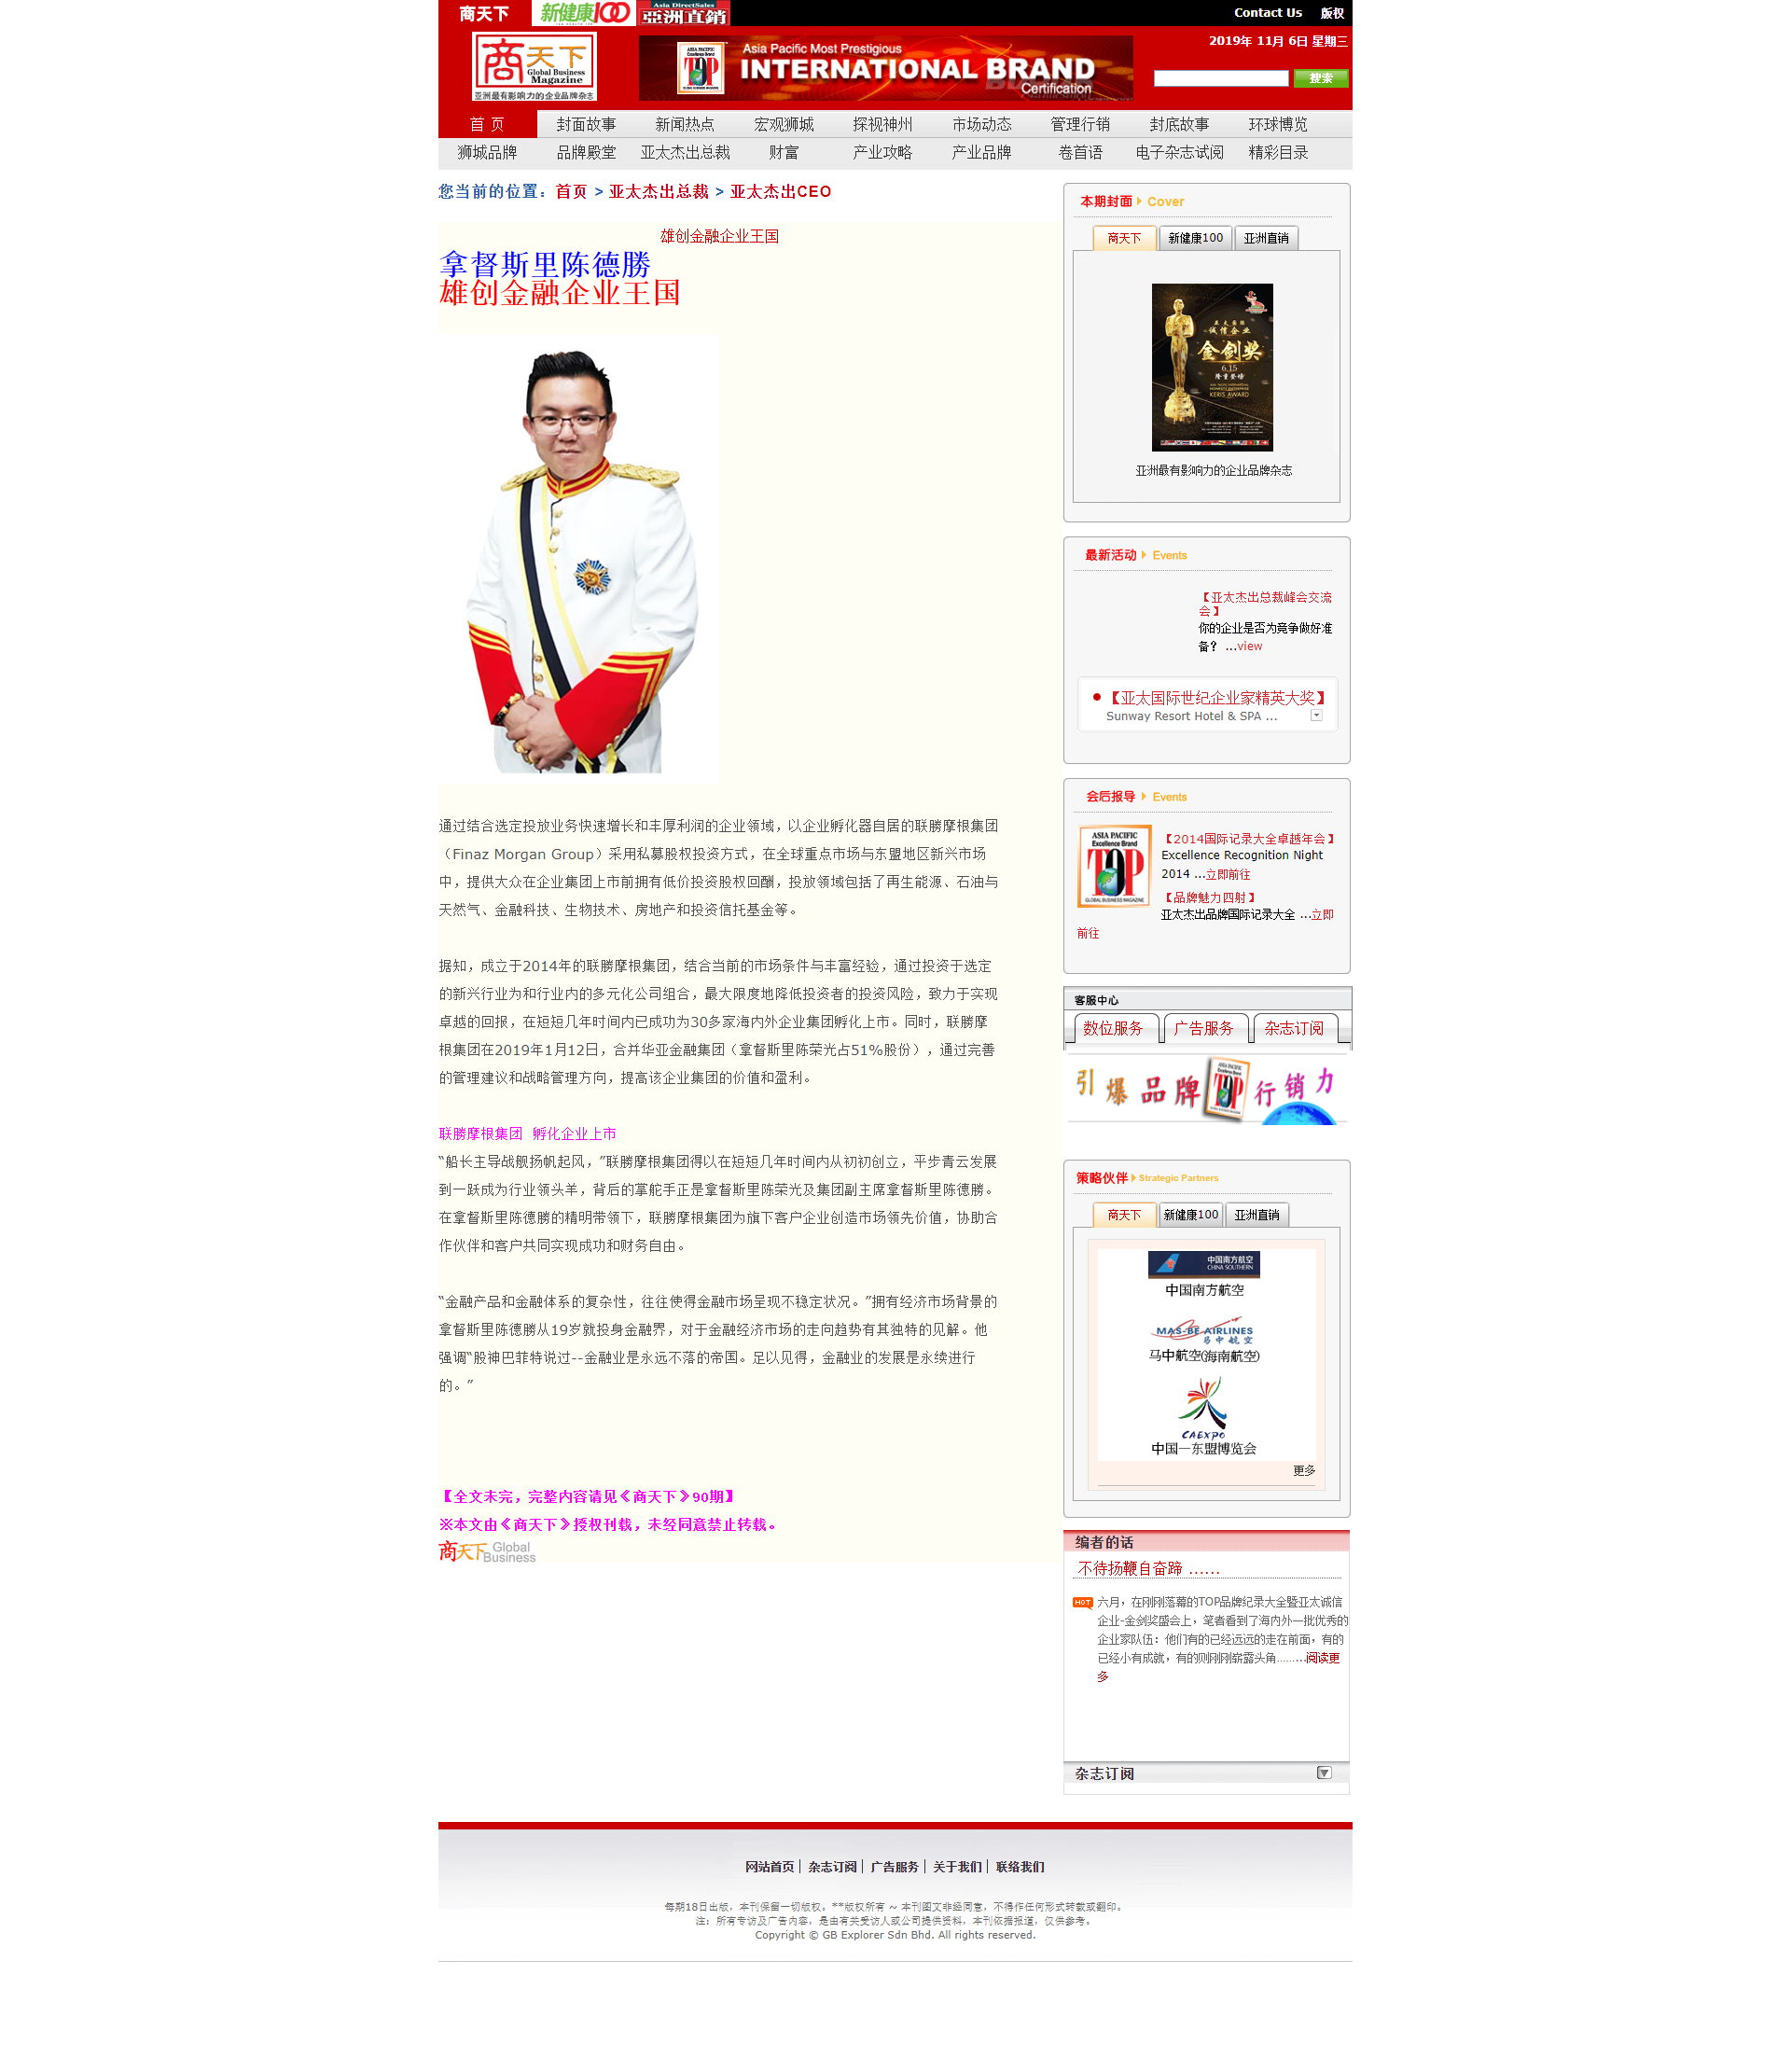 商天下
新健康100
Asia DirectSales
亞洲直銷
Contact Us 版权
商天下
Global Business
Magazine
亚洲最有影响力的企业品牌杂志
TOP
Asia Pacific Most Prestigious
INTERNATIONAL BRAND
Certification
2019年 11月 6日 星期三
搜索
首 页 封面故事 新闻热点 宏观狮城 探视神州 市场动态 管理行销 封底故事 环球博览
狮城品牌 品牌殿堂 亚太杰出总裁 财富 产业攻略 产业品牌 卷首语 电子杂志试阅 精彩目录
您当前的位置：首页 > 亚太杰出总裁 > 亚太杰出CEO
雄创金融企业王国
拿督斯里陈德勝
雄创金融企业王国
通过结合选定投放业务快速增长和丰厚利润的企业领域，以企业孵化器自居的联勝摩根集团
（Finaz Morgan Group）采用私募股权投资方式，在全球重点市场与东盟地区新兴市场
中，提供大众在企业集团上市前拥有低价投资股权回酬，投放领域包括了再生能源、石油与
天然气、金融科技、生物技术、房地产和投资信托基金等。
据知，成立于2014年的联勝摩根集团，结合当前的市场条件与丰富经验，通过投资于选定
的新兴行业为和行业内的多元化公司组合，最大限度地降低投资者的投资风险，致力于实现
卓越的回报，在短短几年时间内已成功为30多家海内外企业集团孵化上市。同时，联勝摩
根集团在2019年1月12日，合并华亚金融集团（拿督斯里陈荣光占51%股份），通过完善
的管理建议和战略管理方向，提高该企业集团的价值和盈利。
联勝摩根集团 孵化企业上市
“船长主导战舰扬帆起风，”联勝摩根集团得以在短短几年时间内从初初创立，平步青云发展
到一跃成为行业领头羊，背后的掌舵手正是拿督斯里陈荣光及集团副主席拿督斯里陈德勝。
在拿督斯里陈德勝的精明带领下，联勝摩根集团为旗下客户企业创造市场领先价值，协助合
作伙伴和客户共同实现成功和财务自由。
“金融产品和金融体系的复杂性，往往使得金融市场呈现不稳定状况。”拥有经济市场背景的
拿督斯里陈德勝从19岁就投身金融界，对于金融经济市场的走向趋势有其独特的见解。他
强调“股神巴菲特说过--金融业是永远不落的帝国。足以见得，金融业的发展是永续进行
的。”
【全文未完，完整内容请见《商天下》90期】
※本文由《商天下》授权刊载，未经同意禁止转载。
商天下 Global
Business
本期封面 Cover
商天下 新健康100 亚洲直销
亚太国际
诚信企业
金剑奖
6.15
隆重登场
KERIS AWARD
亚洲最有影响力的企业品牌杂志
最新活动 Events
【亚太杰出总裁峰会交流
会】
你的企业是否为竞争做好准
备？ ...view
【亚太国际世纪企业家精英大奖】
Sunway Resort Hotel & SPA ...
会后报导 Events
ASIA PACIFIC
Excellence Brand
TOP
GLOBAL BUSINESS MAGAZINE
【2014国际记录大全卓越年会】
Excellence Recognition Night
2014 ...立即前往
【品牌魅力四射】
亚太杰出品牌国际记录大全 ...立即
前往
客服中心
数位服务 广告服务 杂志订阅
引爆品牌 TOP 行销力
策略伙伴 Strategic Partners
商天下 新健康100 亚洲直销
中国南方航空
CHINA SOUTHERN
中国南方航空
MAS-BE AIRLINES
马中航空
马中航空(海南航空)
CAEXPO
中国—东盟博览会
更多
编者的话
不待扬鞭自奋蹄 ......
HOT
六月，在刚刚落幕的TOP品牌纪录大全暨亚太诚信
企业-金剑奖盛会上，笔者看到了海内外一批优秀的
企业家队伍：他们有的已经远远的走在前面，有的
已经小有成就，有的则刚刚崭露头角.........阅读更
多
杂志订阅
网站首页 | 杂志订阅 | 广告服务 | 关于我们 | 联络我们
每期18日出版，本刊保留一切版权。**版权所有 ~ 本刊图文非经同意，不得作任何形式转载或翻印。
注：所有专访及广告内容，是由有关受访人或公司提供资料，本刊依据报道，仅供参考。
Copyright © GB Explorer Sdn Bhd. All rights reserved.